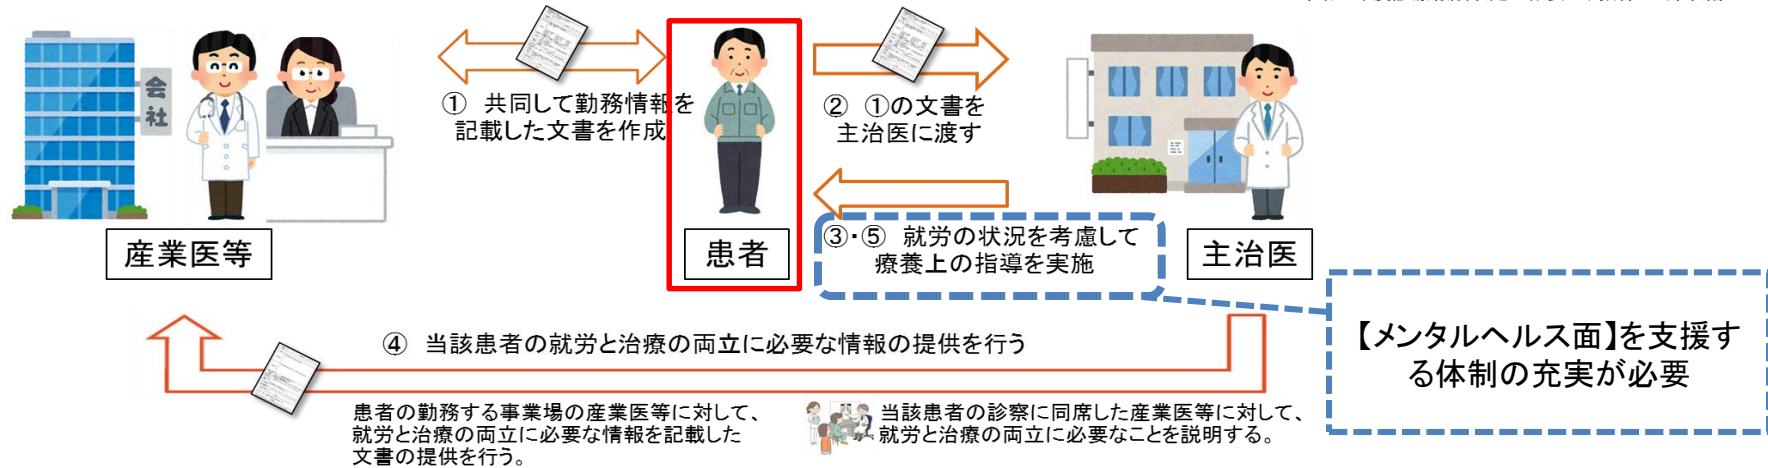 会
社
① 共同して勤務情報を
記載した文書を作成
② ①の文書を
主治医に渡す
③・⑤ 就労の状況を考慮して
療養上の指導を実施
産業医等
患者
主治医
【メンタルヘルス面】を支援す
る体制の充実が必要
④ 当該患者の就労と治療の両立に必要な情報の提供を行う
患者の勤務する事業場の産業医等に対して、
就労と治療の両立に必要な情報を記載した
文書の提供を行う。
当該患者の診察に同席した産業医等に対して、
就労と治療の両立に必要なことを説明する。